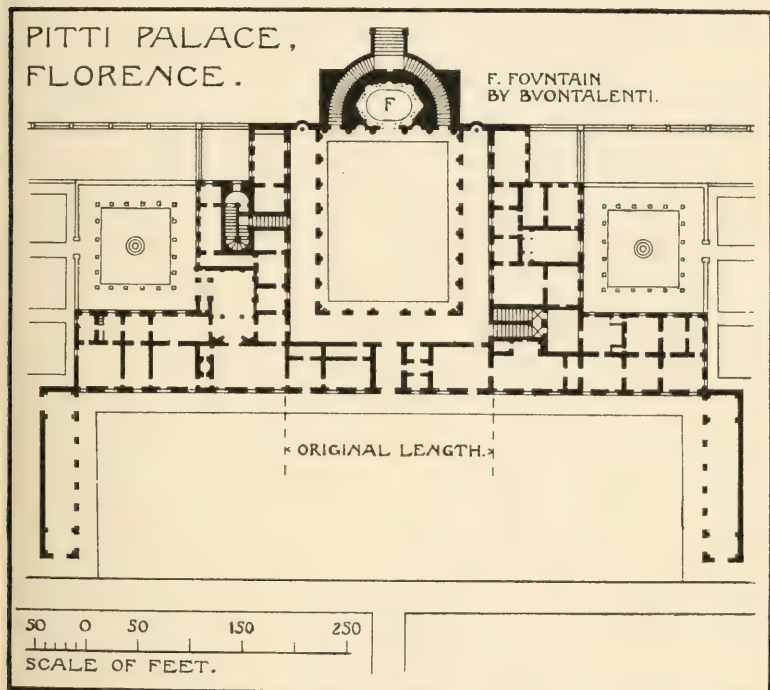 PITTI PALACE,
FLORENCE.
F. FOVNTAIN
BY BVONTALENTI.
F
ORIGINAL LENGTH.
50 0 50 150 250
SCALE OF FEET.